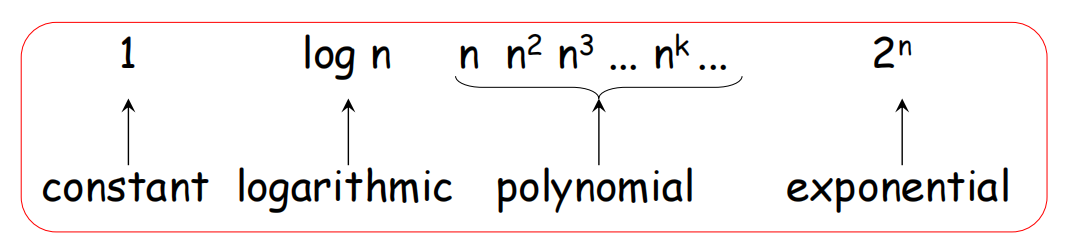 1 log n n n² n³ ... nᵏ ... 2ⁿ
constant logarithmic polynomial exponential